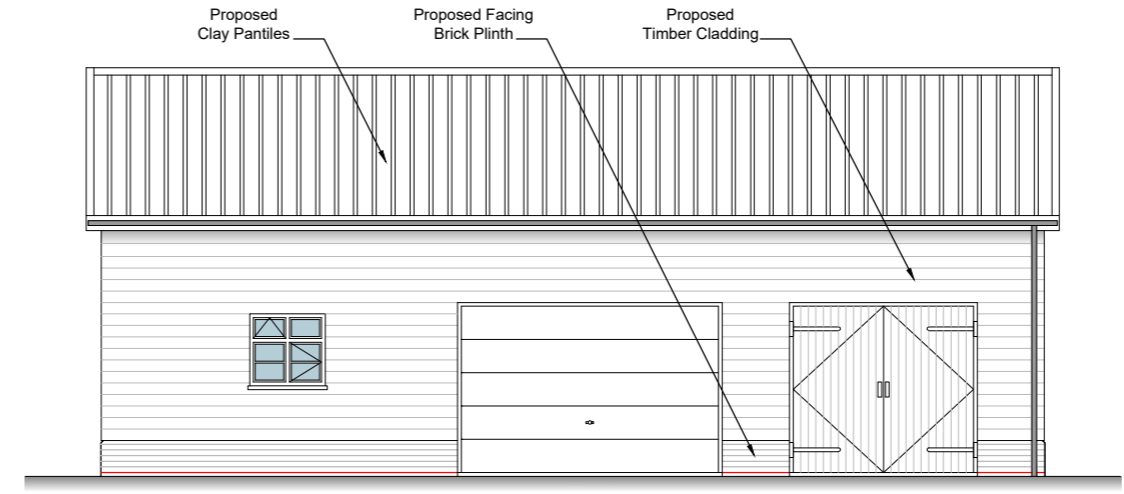 Proposed
Clay Pantiles
Proposed Facing
Brick Plinth
Proposed
Timber Cladding